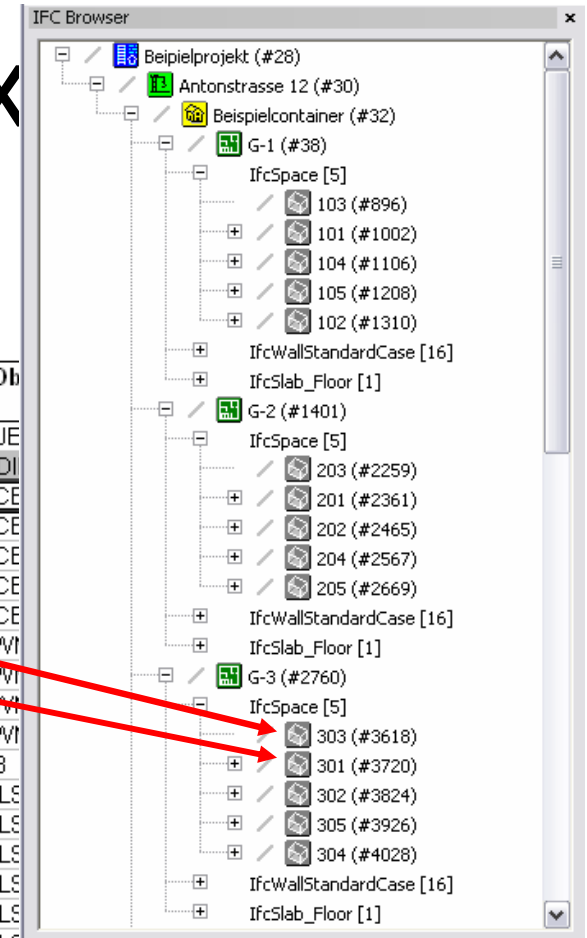 IFC Browser
Beipielprojekt (#28)
Antonstrasse 12 (#30)
Beispielcontainer (#32)
G-1 (#38)
IfcSpace [5]
103 (#896)
101 (#1002)
104 (#1106)
105 (#1208)
102 (#1310)
IfcWallStandardCase [16]
IfcSlab_Floor [1]
G-2 (#1401)
IfcSpace [5]
203 (#2259)
201 (#2361)
202 (#2465)
204 (#2567)
205 (#2669)
IfcWallStandardCase [16]
IfcSlab_Floor [1]
G-3 (#2760)
IfcSpace [5]
303 (#3618)
301 (#3720)
302 (#3824)
305 (#3926)
304 (#4028)
IfcWallStandardCase [16]
IfcSlab_Floor [1]